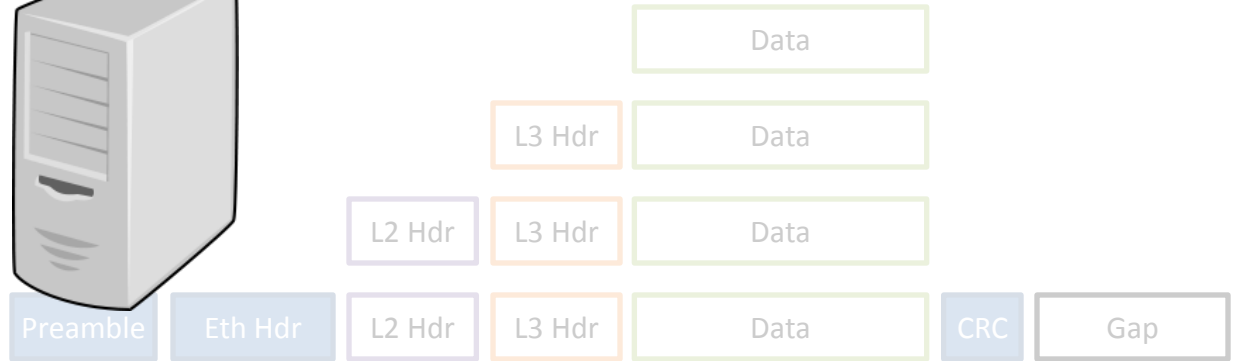 Data
L3 Hdr Data
L2 Hdr L3 Hdr Data
Preamble Eth Hdr L2 Hdr L3 Hdr Data CRC Gap